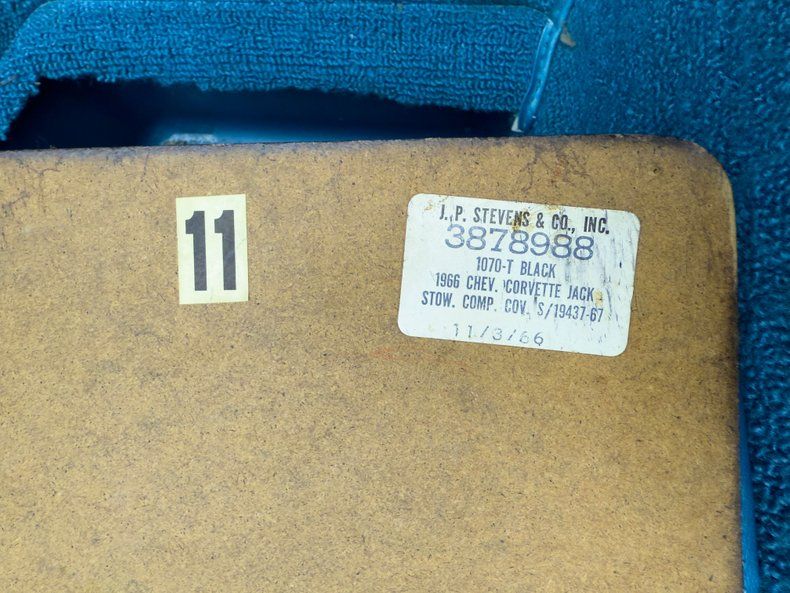 11
J. P. STEVENS & CO., INC.
3878988
1070-T BLACK
1966 CHEV. CORVETTE JACK
STOW. COMP. COV. S/19437-67
11/3/66